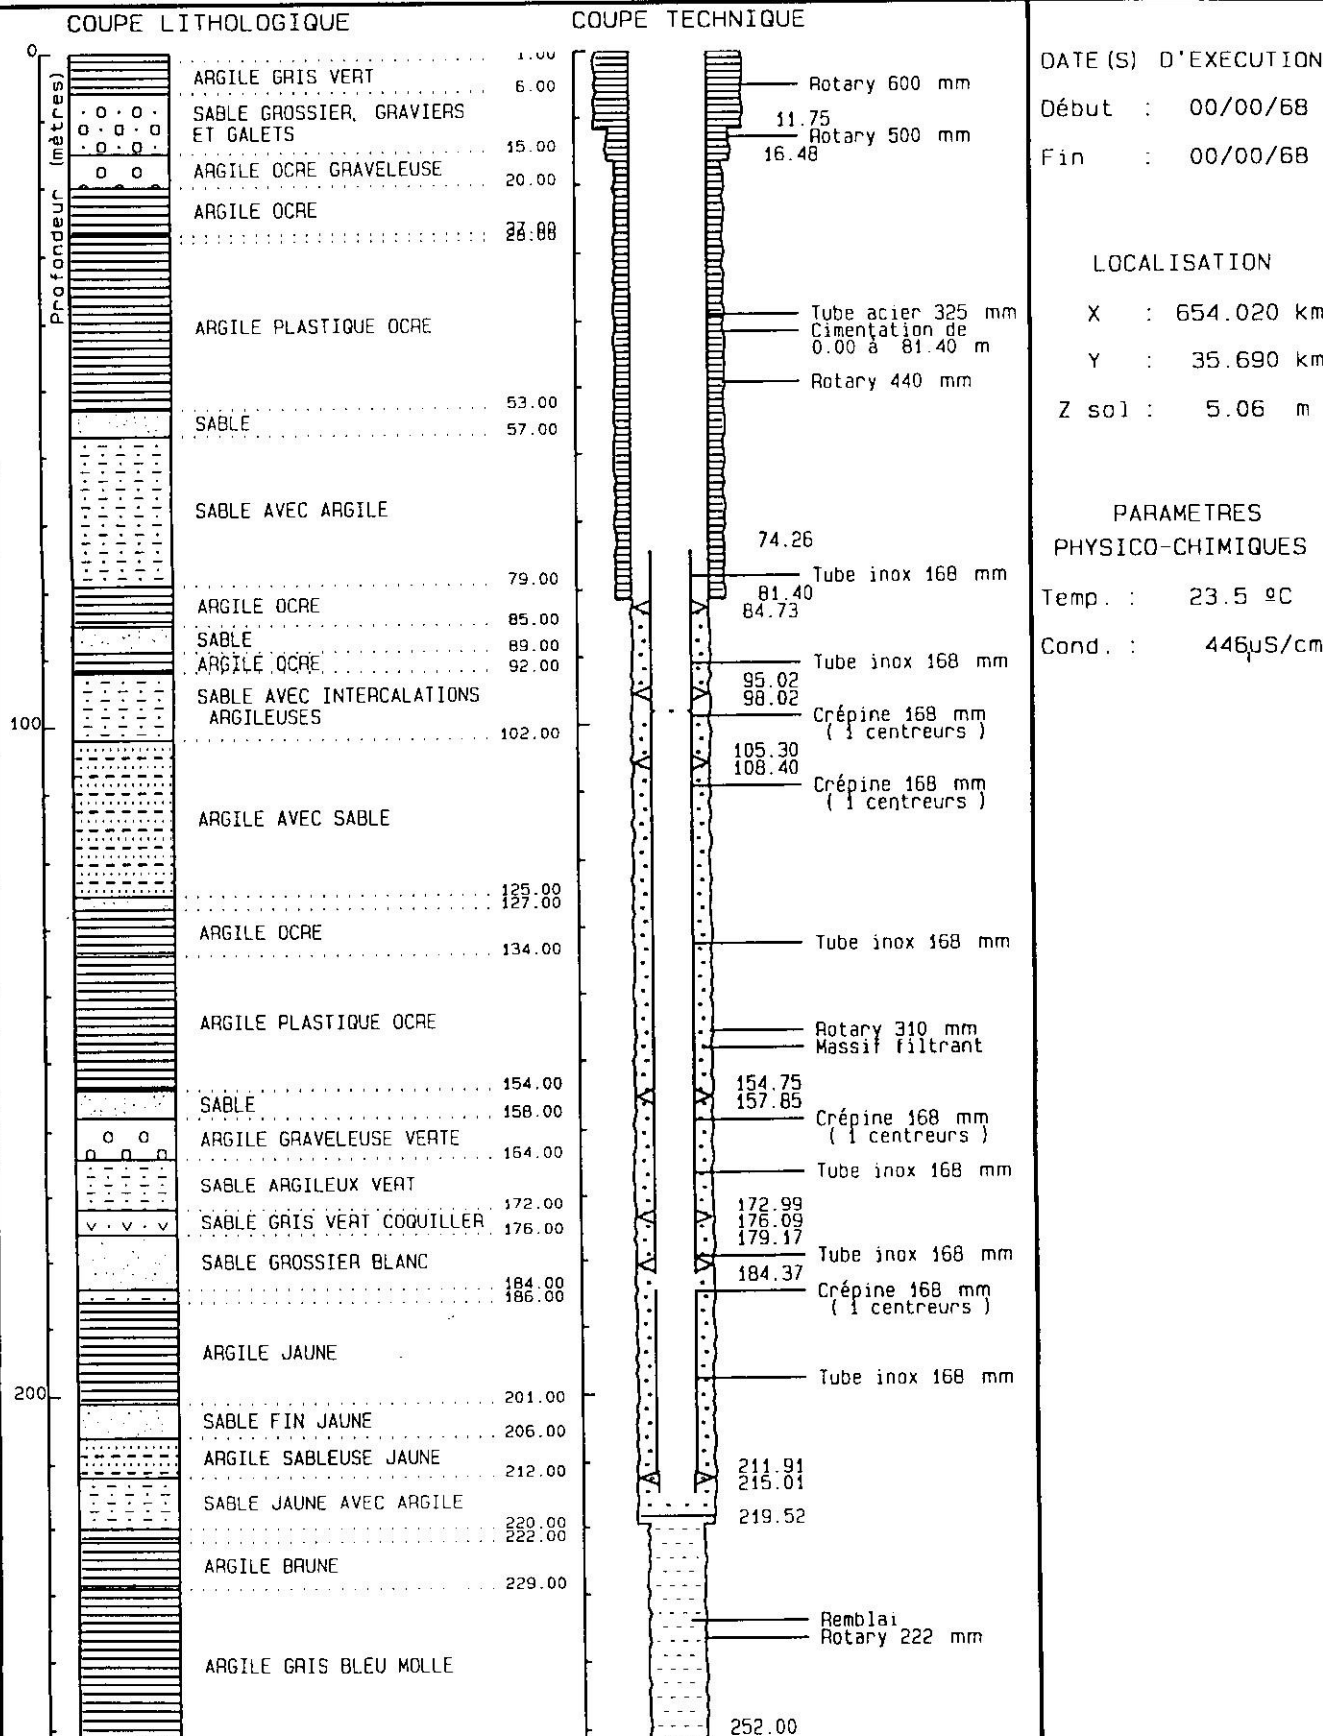 COUPE LITHOLOGIQUE
0
Profondeur (mètres)
100
200
1.00
ARGILE GRIS VERT
6.00
SABLE GROSSIER, GRAVIERS
ET GALETS
15.00
ARGILE OCRE GRAVELEUSE
20.00
ARGILE OCRE
28.00
ARGILE PLASTIQUE OCRE
53.00
SABLE
57.00
SABLE AVEC ARGILE
79.00
ARGILE OCRE
85.00
SABLE
89.00
ARGILE OCRE
92.00
SABLE AVEC INTERCALATIONS
ARGILEUSES
102.00
ARGILE AVEC SABLE
125.00
127.00
ARGILE OCRE
134.00
ARGILE PLASTIQUE OCRE
154.00
SABLE
158.00
ARGILE GRAVELEUSE VERTE
164.00
SABLE ARGILEUX VERT
172.00
SABLE GRIS VERT COQUILLER
176.00
SABLE GROSSIER BLANC
184.00
186.00
ARGILE JAUNE
201.00
SABLE FIN JAUNE
206.00
ARGILE SABLEUSE JAUNE
212.00
SABLE JAUNE AVEC ARGILE
220.00
222.00
ARGILE BRUNE
229.00
ARGILE GRIS BLEU MOLLE
COUPE TECHNIQUE
Rotary 600 mm
11.75
Rotary 500 mm
16.48
Tube acier 325 mm
Cimentation de
0.00 à 81.40 m
Rotary 440 mm
74.26
Tube inox 168 mm
81.40
84.73
Tube inox 168 mm
95.02
98.02
Crépine 168 mm
( 1 centreurs )
105.30
108.40
Crépine 168 mm
( 1 centreurs )
Tube inox 168 mm
Rotary 310 mm
Massif filtrant
154.75
157.85
Crépine 168 mm
( 1 centreurs )
Tube inox 168 mm
172.99
176.09
179.17
Tube inox 168 mm
184.37
Crépine 168 mm
( 1 centreurs )
Tube inox 168 mm
211.91
215.01
219.52
Remblai
Rotary 222 mm
252.00
DATE(S) D'EXECUTION
Début : 00/00/68
Fin : 00/00/68
LOCALISATION
X : 654.020 km
Y : 35.690 km
Z sol : 5.06 m
PARAMETRES
PHYSICO-CHIMIQUES
Temp. : 23.5 ºC
Cond. : 446µS/cm